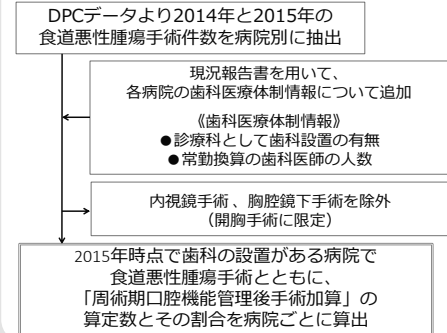 DPCデータより2014年と2015年の
食道悪性腫瘍手術件数を病院別に抽出
現況報告書を用いて、
各病院の歯科医療体制情報について追加
《歯科医療体制情報》
●診療科として歯科設置の有無
●常勤換算の歯科医師の人数
内視鏡手術、胸腔鏡下手術を除外
（開胸手術に限定）
2015年時点で歯科の設置がある病院で
食道悪性腫瘍手術とともに、
「周術期口腔機能管理後手術加算」の
算定数とその割合を病院ごとに算出